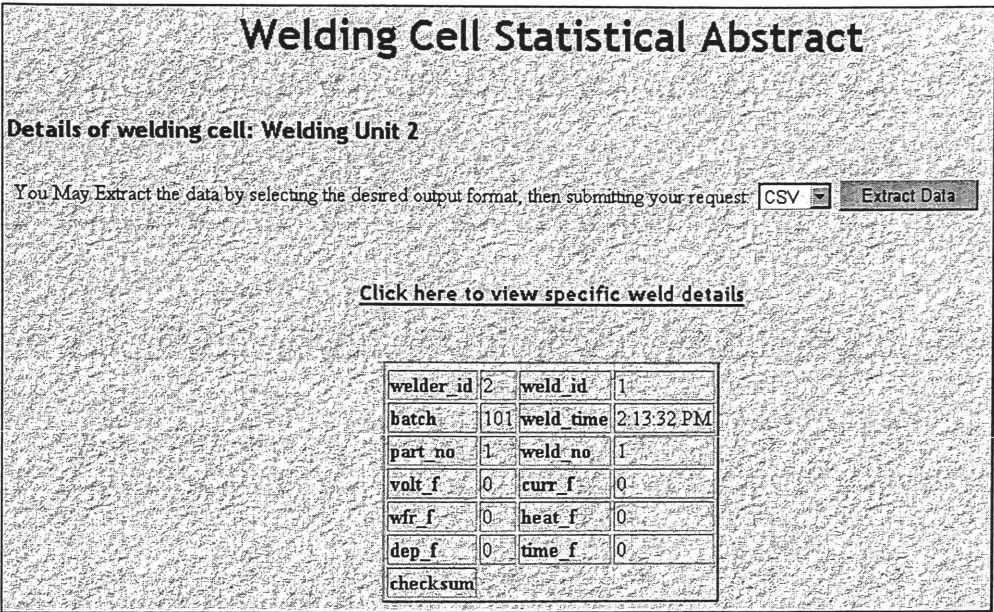 Welding Cell Statistical Abstract
Details of welding cell: Welding Unit 2
You May Extract the data by selecting the desired output format, then submitting your request: CSV Extract Data
Click here to view specific weld details
welder_id 2 weld_id 1
batch 101 weld_time 2:13:32 PM
part_no 1 weld_no 1
volt_f 0 curr_f 0
wfr_f 0 heat_f 0
dep_f 0 time_f 0
checksum